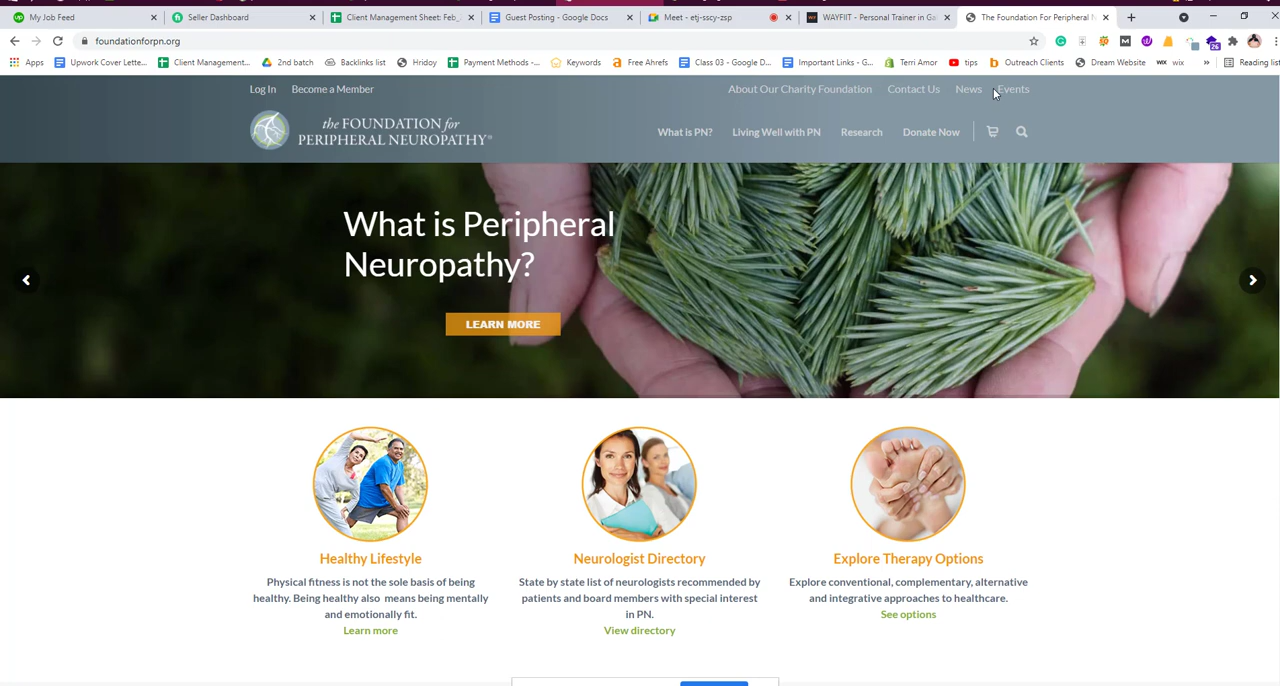 My Job Feed
Seller Dashboard
Client Management Sheet: Feb_
Guest Posting - Google Docs
Meet - etj-sscy-zsp
WAYFIIT - Personal Trainer in Ga
The Foundation For Peripheral N
foundationforpn.org
26
Apps
Upwork Cover Lette...
Client Management...
2nd batch
Backlinks list
Hridoy
Payment Methods -...
Keywords
Free Ahrefs
Class 03 - Google D...
Important Links - G...
Terri Amor
tips
Outreach Clients
Dream Website
wix
Reading list
Log In
Become a Member
About Our Charity Foundation
Contact Us
News
Events
the FOUNDATION for
PERIPHERAL NEUROPATHY®
What is PN?
Living Well with PN
Research
Donate Now
What is Peripheral
Neuropathy?
LEARN MORE
Healthy Lifestyle
Physical fitness is not the sole basis of being
healthy. Being healthy also means being mentally
and emotionally fit.
Learn more
Neurologist Directory
State by state list of neurologists recommended by
patients and board members with special interest
in PN.
View directory
Explore Therapy Options
Explore conventional, complementary, alternative
and integrative approaches to healthcare.
See options